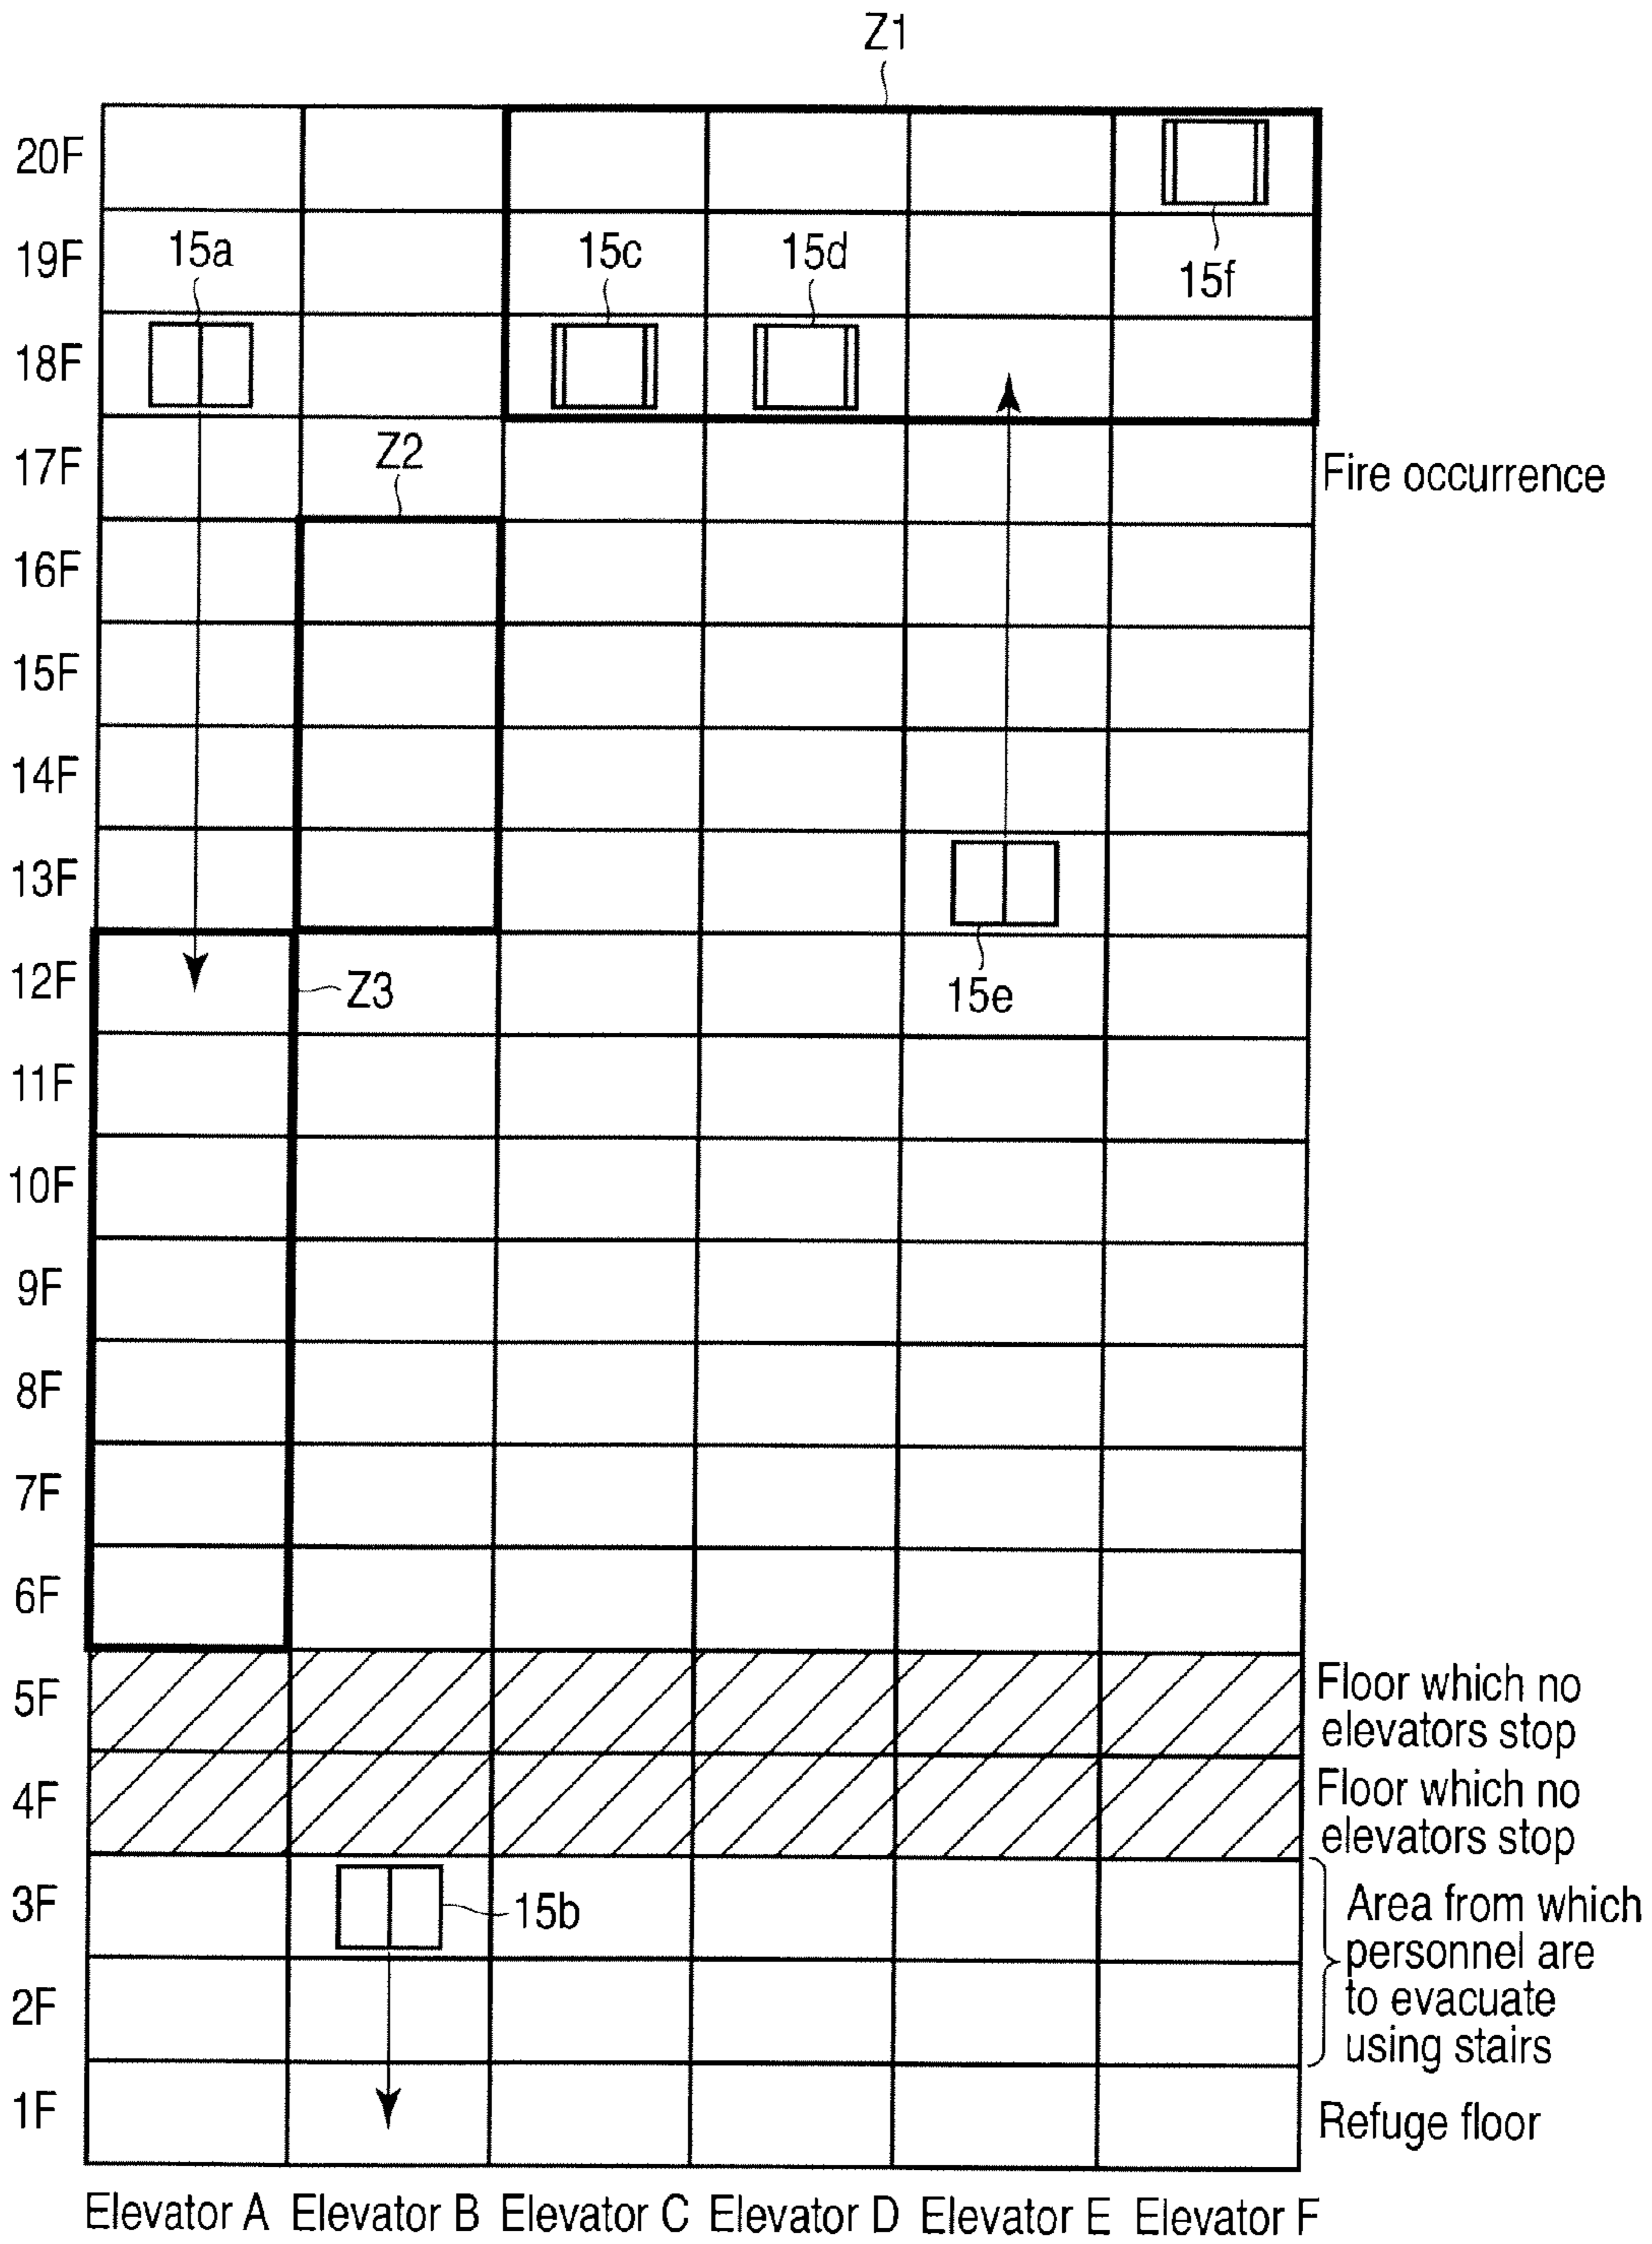 Z1
20F
19F
15a
15c
15d
15f
18F
17F
Z2
Fire occurrence
16F
15F
14F
13F
12F
Z3
15e
11F
10F
9F
8F
7F
6F
5F
Floor which no
elevators stop
4F
Floor which no
elevators stop
3F
15b
Area from which
personnel are
to evacuate
using stairs
2F
1F
Refuge floor
Elevator A Elevator B Elevator C Elevator D Elevator E Elevator F